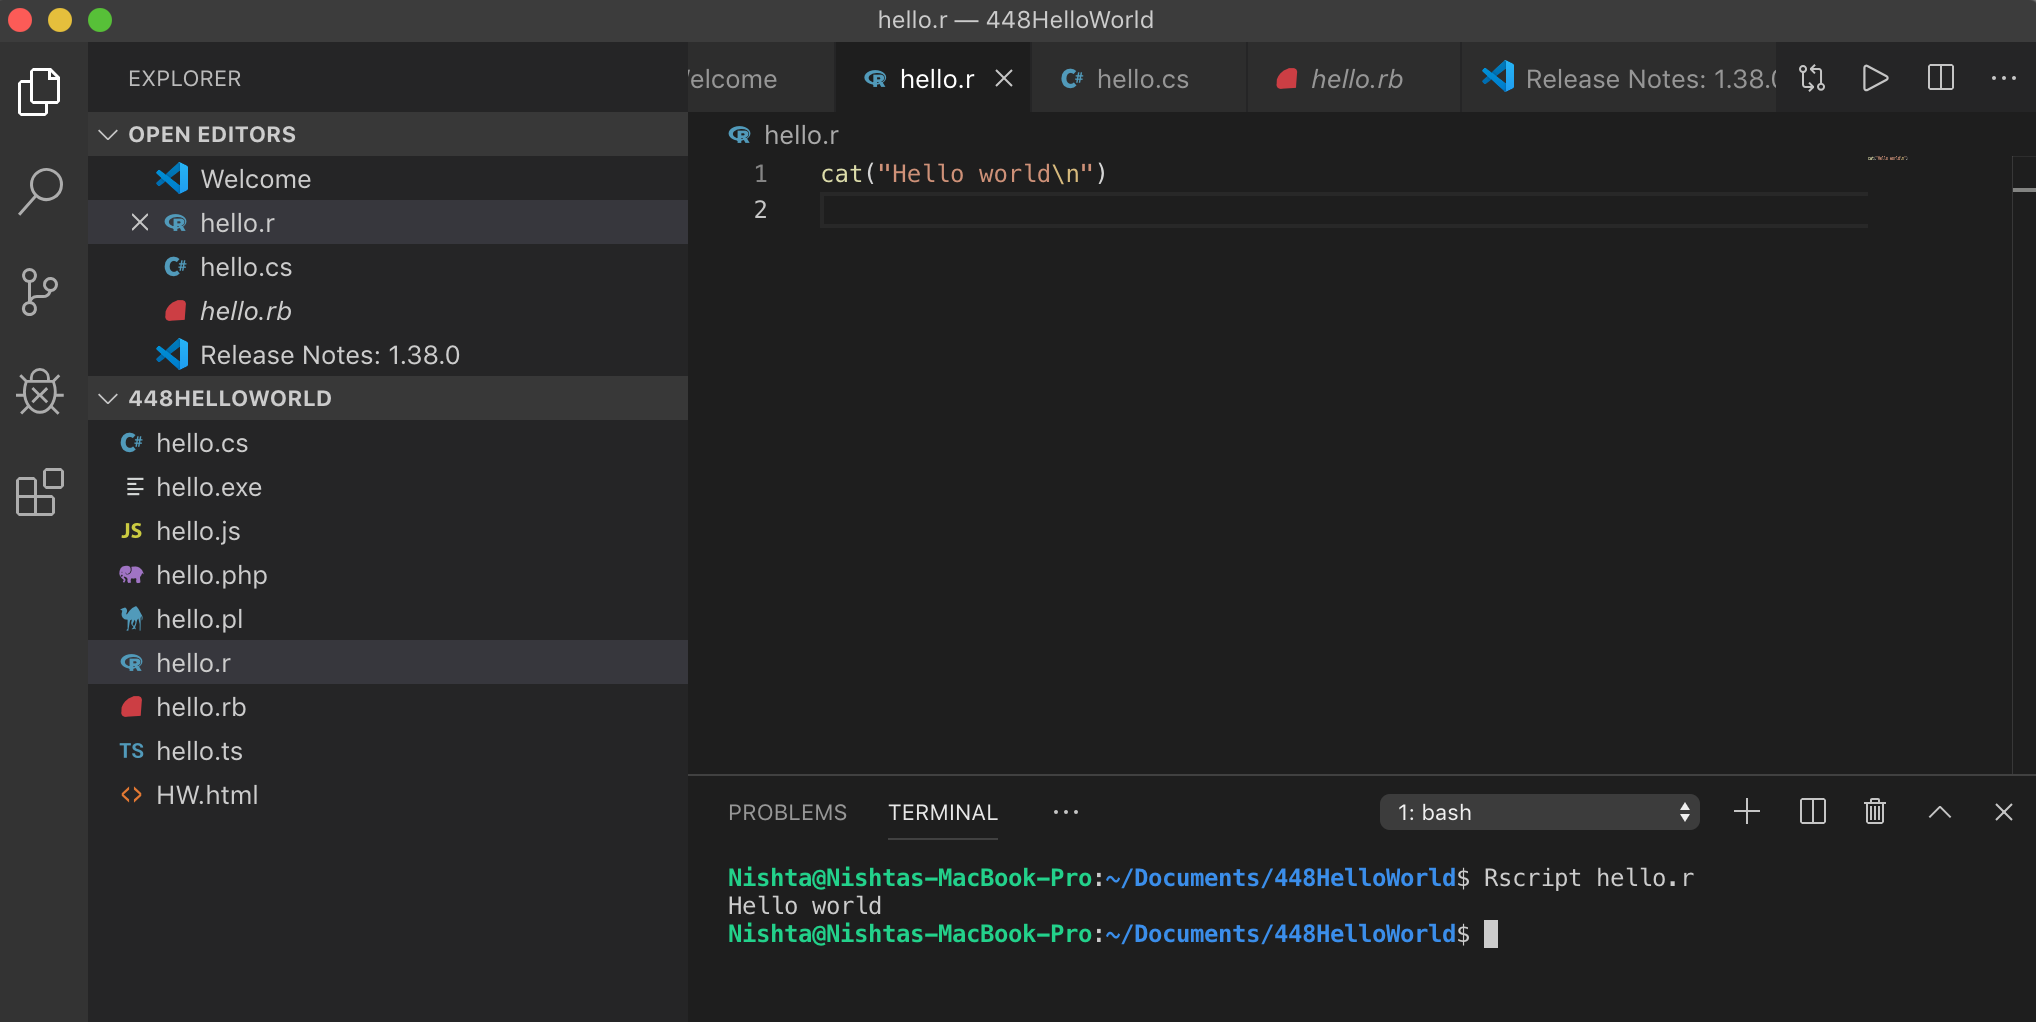 hello.r — 448HelloWorld
EXPLORER
OPEN EDITORS
Welcome
hello.r
hello.cs
hello.rb
Release Notes: 1.38.0
448HELLOWORLD
hello.cs
hello.exe
JS hello.js
hello.php
hello.pl
hello.r
hello.rb
TS hello.ts
HW.html
elcome
hello.r
hello.cs
hello.rb
Release Notes: 1.38.0
hello.r
1 cat("Hello world\n")
2
PROBLEMS
TERMINAL
1: bash
Nishta@Nishtas-MacBook-Pro:~/Documents/448HelloWorld$ Rscript hello.r
Hello world
Nishta@Nishtas-MacBook-Pro:~/Documents/448HelloWorld$